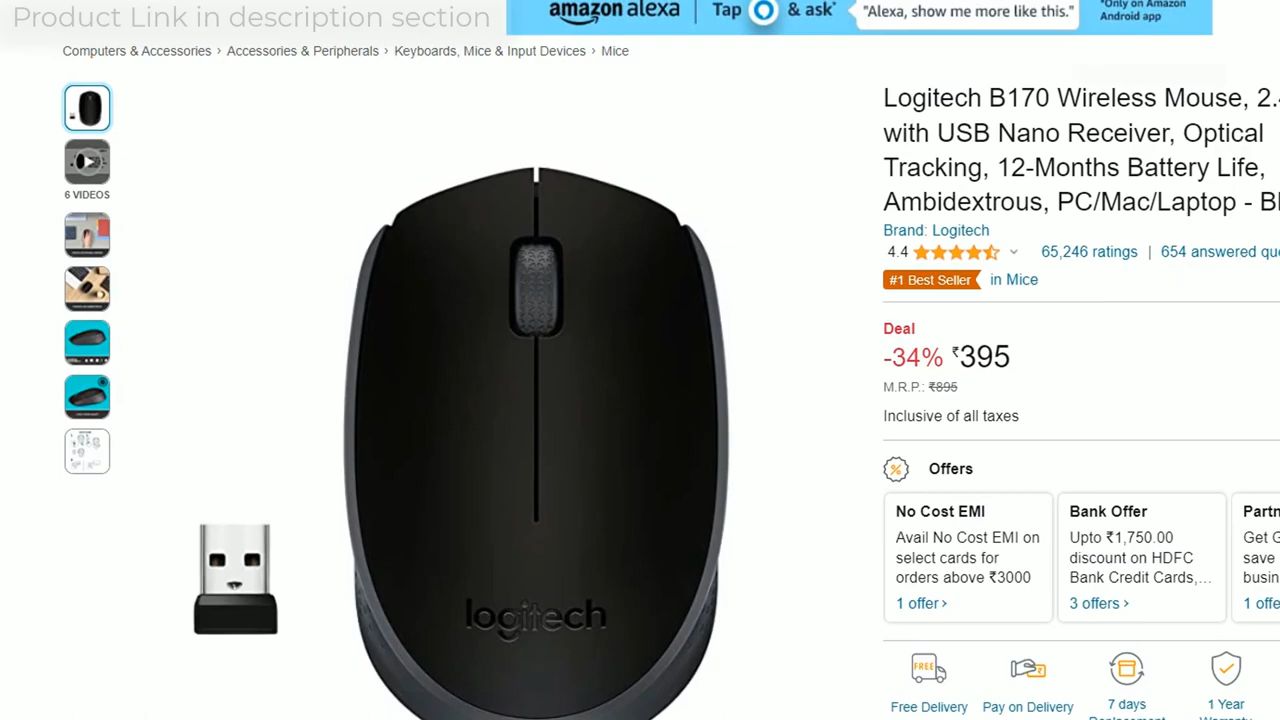 Product Link in description section
amazon alexa
Tap & ask*
"Alexa, show me more like this."
*Only on Amazon
Android app
Computers & Accessories › Accessories & Peripherals › Keyboards, Mice & Input Devices › Mice
6 VIDEOS
Logitech B170 Wireless Mouse, 2.
with USB Nano Receiver, Optical
Tracking, 12-Months Battery Life,
Ambidextrous, PC/Mac/Laptop - Bl
Brand: Logitech
4.4 65,246 ratings | 654 answered que
#1 Best Seller in Mice
Deal
-34% ₹395
M.R.P.: ₹895
Inclusive of all taxes
Offers
No Cost EMI
Avail No Cost EMI on
select cards for
orders above ₹3000
1 offer ›
Bank Offer
Upto ₹1,750.00
discount on HDFC
Bank Credit Cards,...
3 offers ›
Partn
Get G
save
busin
1 offe
logitech
FREE
Free Delivery
Pay on Delivery
7 days
Replacement
1 Year
Warranty